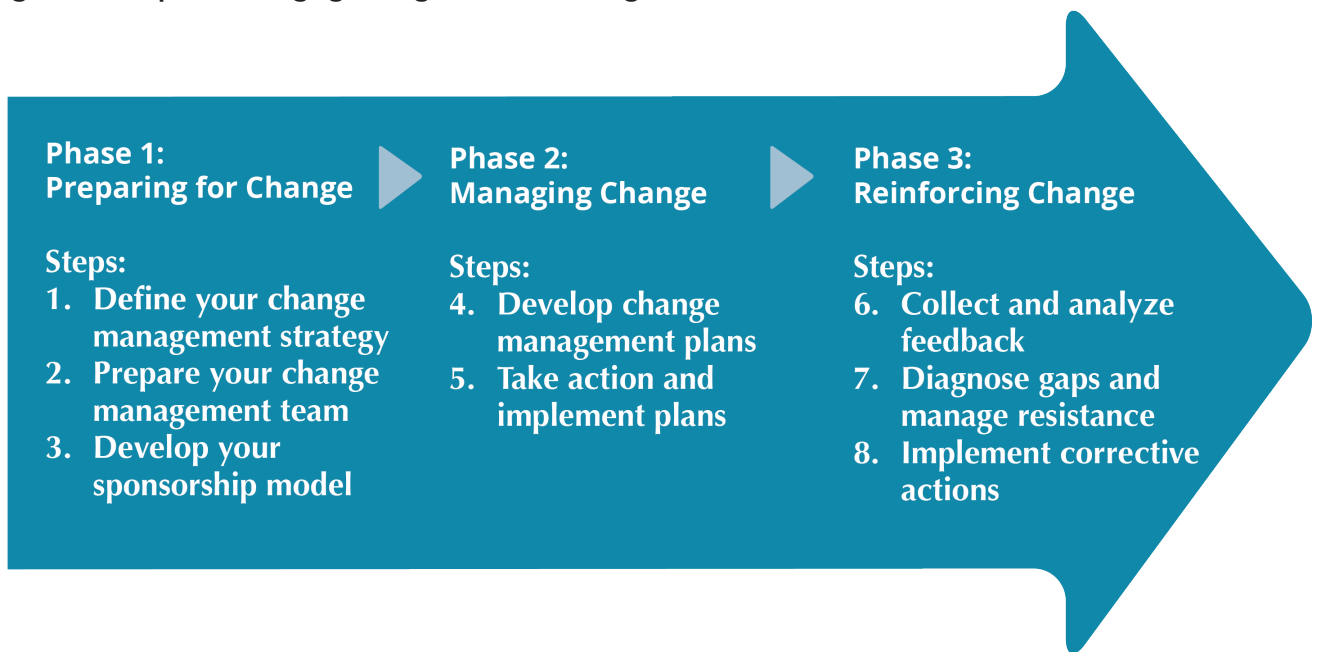 Phase 1:
Preparing for Change
Steps:
1. Define your change
management strategy
2. Prepare your change
management team
3. Develop your
sponsorship model
Phase 2:
Managing Change
Steps:
4. Develop change
management plans
5. Take action and
implement plans
Phase 3:
Reinforcing Change
Steps:
6. Collect and analyze
feedback
7. Diagnose gaps and
manage resistance
8. Implement corrective
actions